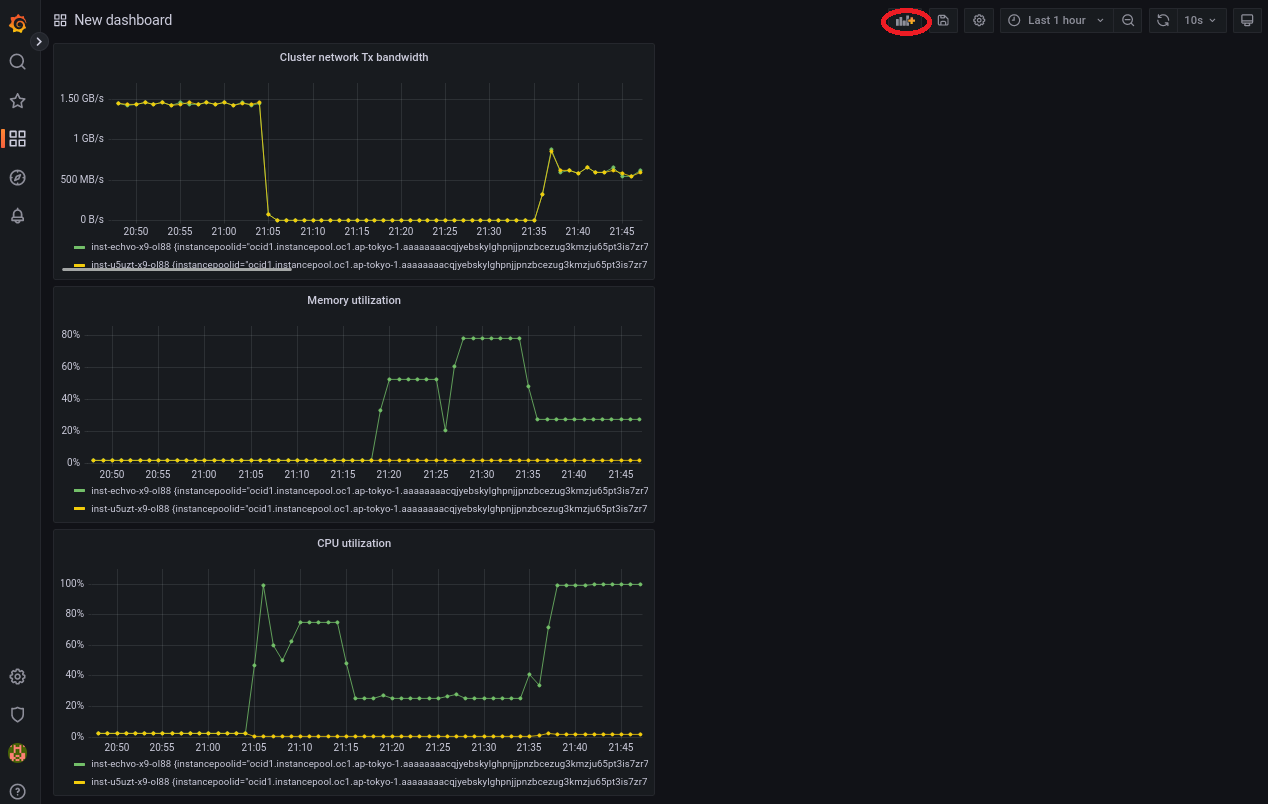 New dashboard
Last 1 hour
10s
Cluster network Tx bandwidth
1.50 GB/s
1 GB/s
500 MB/s
0 B/s
20:50 20:55 21:00 21:05 21:10 21:15 21:20 21:25 21:30 21:35 21:40 21:45
inst-echvo-x9-ol88 {instancepoolid="ocid1.instancepool.oc1.ap-tokyo-1.aaaaaaaacqjyebskylghpnjjpnzbcezug3kmzju65pt3is7zr7
inst-u5uzt-x9-ol88 {instancepoolid="ocid1.instancepool.oc1.ap-tokyo-1.aaaaaaaacqjyebskylghpnjjpnzbcezug3kmzju65pt3is7zr7
Memory utilization
80%
60%
40%
20%
0%
20:50 20:55 21:00 21:05 21:10 21:15 21:20 21:25 21:30 21:35 21:40 21:45
inst-echvo-x9-ol88 {instancepoolid="ocid1.instancepool.oc1.ap-tokyo-1.aaaaaaaacqjyebskylghpnjjpnzbcezug3kmzju65pt3is7zr7
inst-u5uzt-x9-ol88 {instancepoolid="ocid1.instancepool.oc1.ap-tokyo-1.aaaaaaaacqjyebskylghpnjjpnzbcezug3kmzju65pt3is7zr7
CPU utilization
100%
80%
60%
40%
20%
0%
20:50 20:55 21:00 21:05 21:10 21:15 21:20 21:25 21:30 21:35 21:40 21:45
inst-echvo-x9-ol88 {instancepoolid="ocid1.instancepool.oc1.ap-tokyo-1.aaaaaaaacqjyebskylghpnjjpnzbcezug3kmzju65pt3is7zr7
inst-u5uzt-x9-ol88 {instancepoolid="ocid1.instancepool.oc1.ap-tokyo-1.aaaaaaaacqjyebskylghpnjjpnzbcezug3kmzju65pt3is7zr7